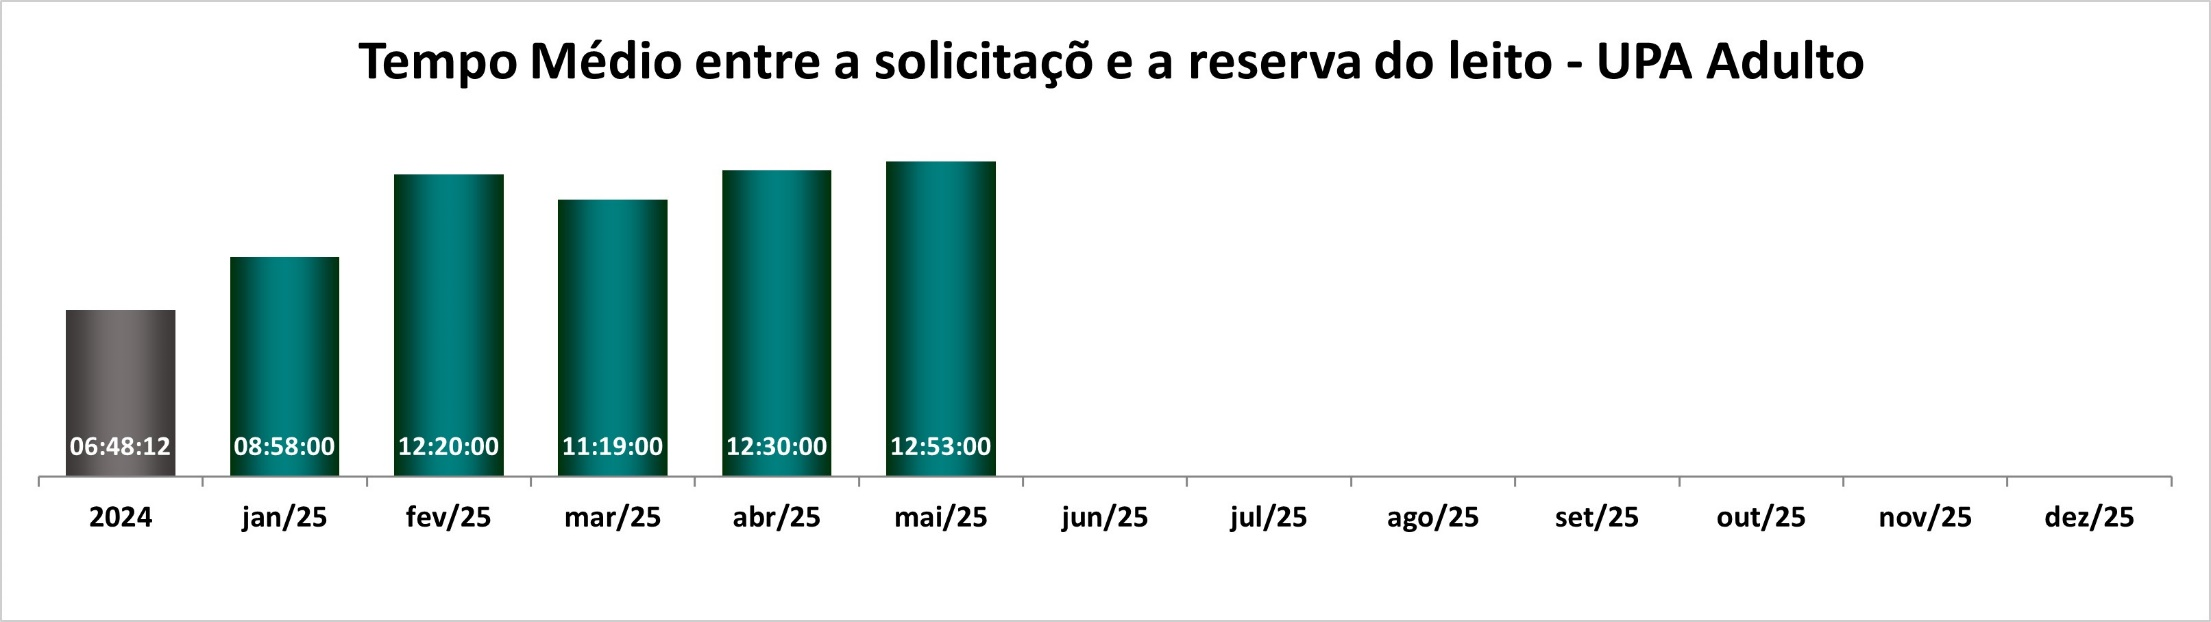 Tempo Médio entre a solicitaçõ e a reserva do leito - UPA Adulto
06:48:12 08:58:00 12:20:00 11:19:00 12:30:00 12:53:00
2024 jan/25 fev/25 mar/25 abr/25 mai/25 jun/25 jul/25 ago/25 set/25 out/25 nov/25 dez/25